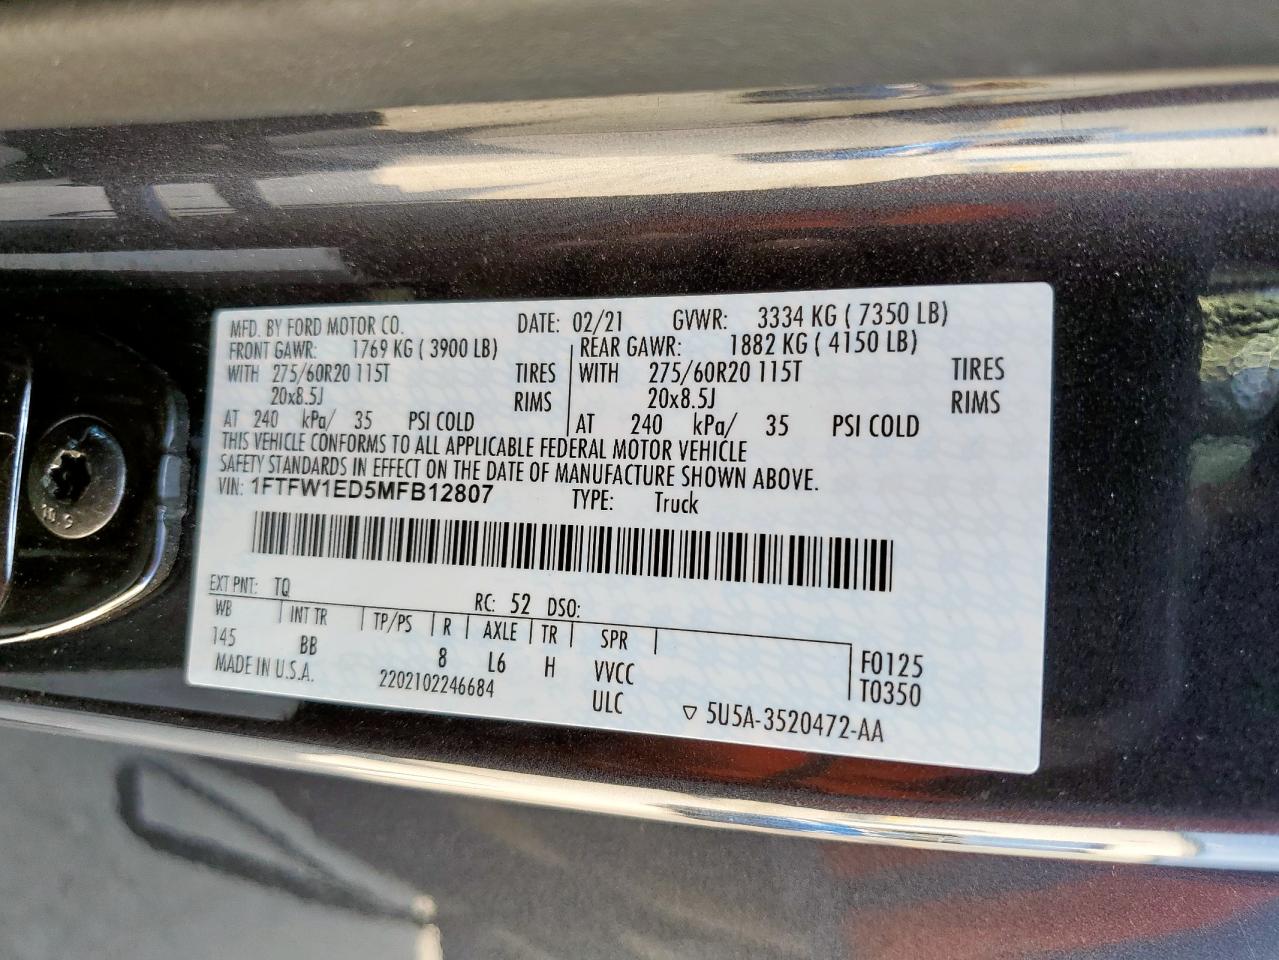 MFD. BY FORD MOTOR CO. DATE: 02/21 GVWR: 3334 KG ( 7350 LB)
FRONT GAWR: 1769 KG ( 3900 LB) REAR GAWR: 1882 KG ( 4150 LB)
WITH 275/60R20 115T TIRES WITH 275/60R20 115T TIRES
20x8.5J RIMS 20x8.5J RIMS
AT 240 kPa/ 35 PSI COLD AT 240 kPa/ 35 PSI COLD
THIS VEHICLE CONFORMS TO ALL APPLICABLE FEDERAL MOTOR VEHICLE
SAFETY STANDARDS IN EFFECT ON THE DATE OF MANUFACTURE SHOWN ABOVE.
VIN: 1FTFW1ED5MFB12807 TYPE: Truck
EXT PNT: TQ RC: 52 DSO:
WB INT TR TP/PS R AXLE TR SPR
145 BB 8 L6 H VVCC F0125
MADE IN U.S.A. 2202102246684 ULC T0350
5U5A-3520472-AA
10.9